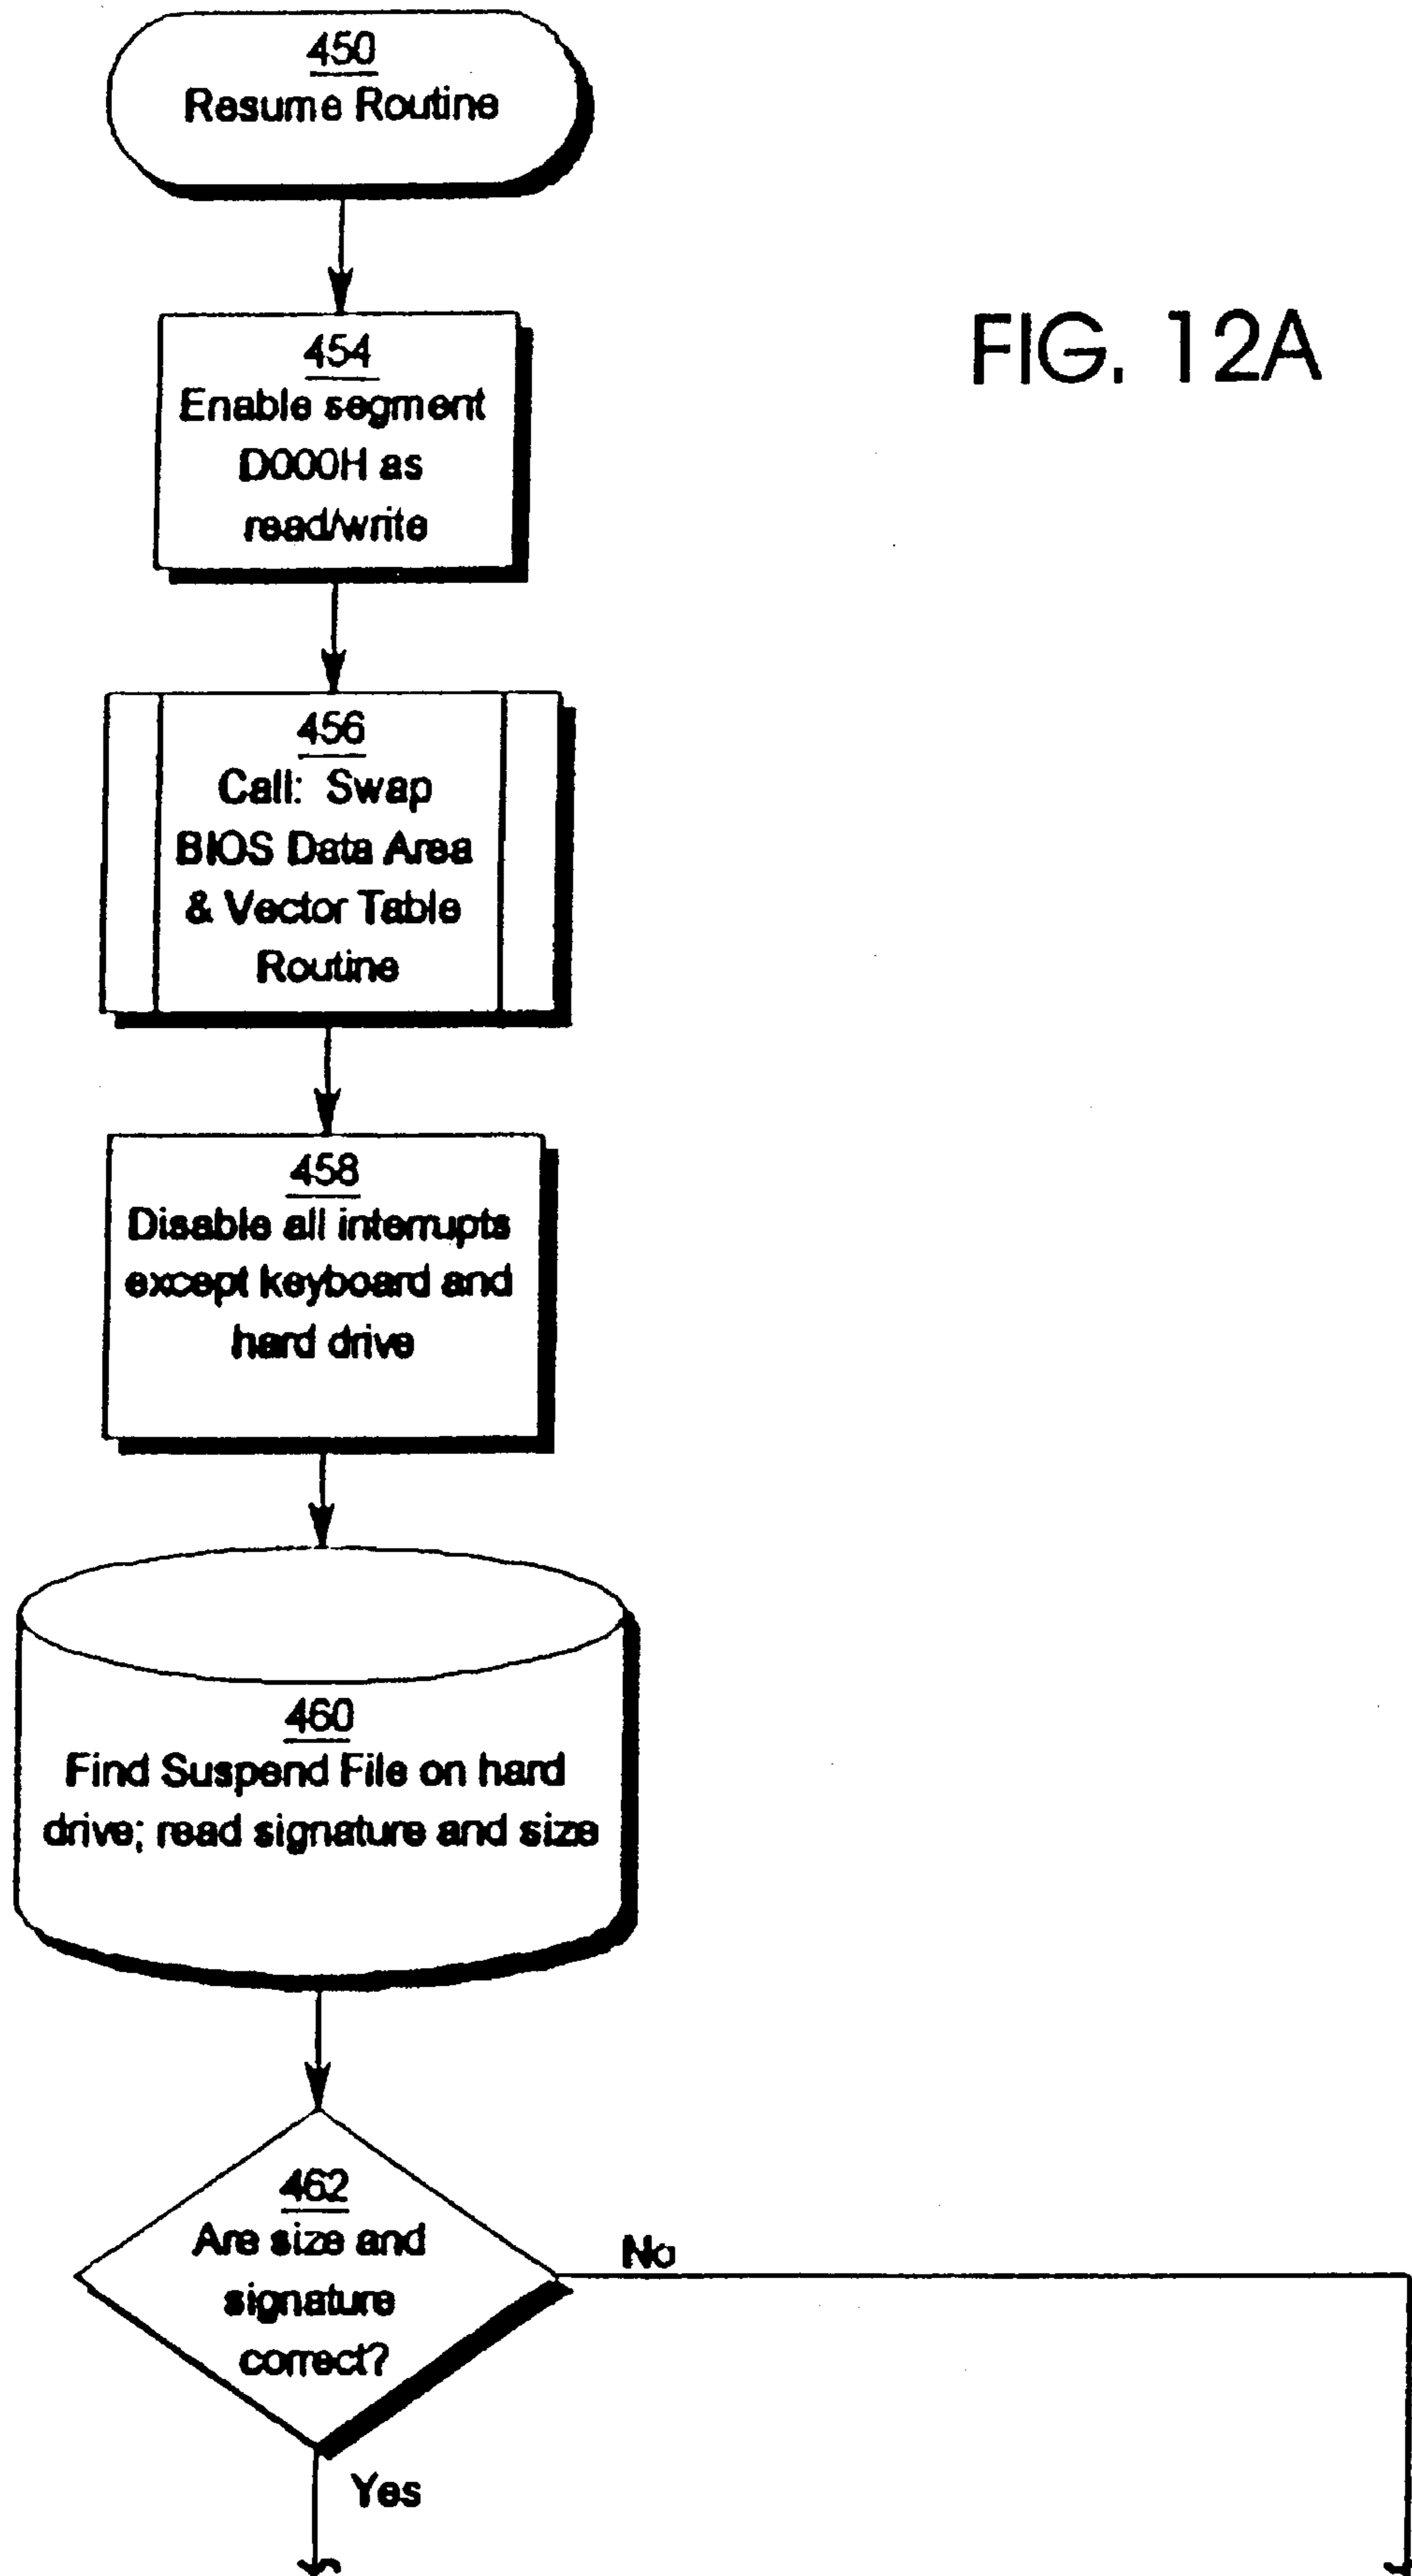 450
Resume Routine
FIG. 12A
454
Enable segment
D000H as
read/write
456
Call: Swap
BIOS Data Area
& Vector Table
Routine
458
Disable all interrupts
except keyboard and
hard drive
460
Find Suspend File on hard
drive; read signature and size
462
Are size and
signature
correct?
No
Yes